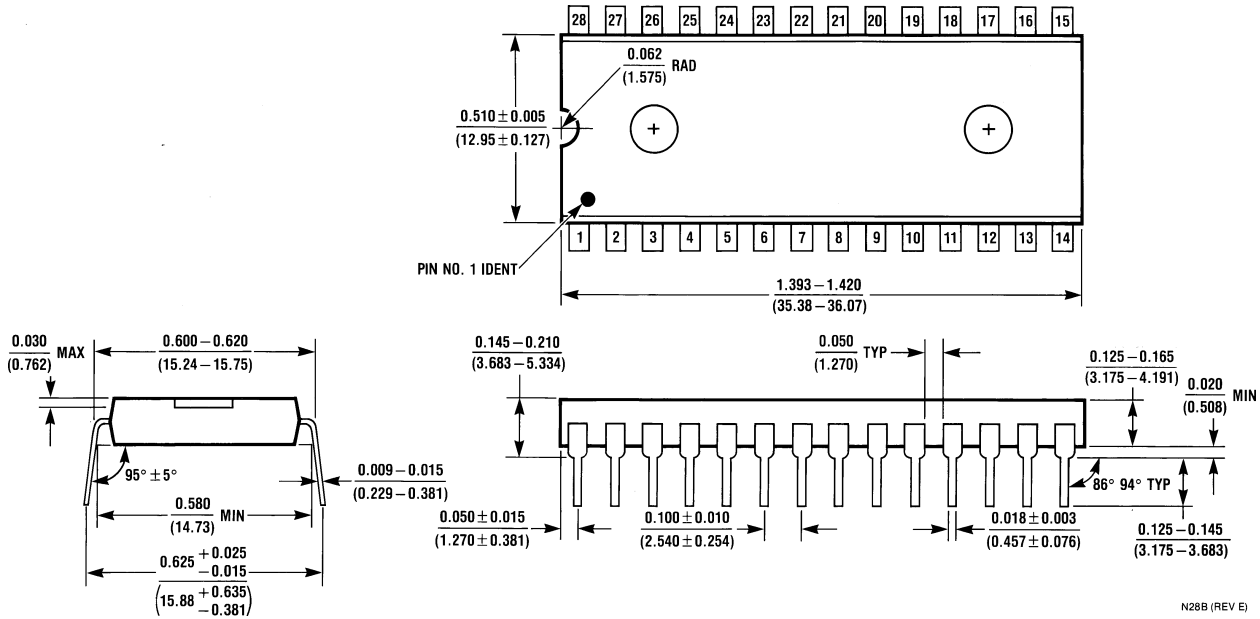 28 27 26 25 24 23 22 21 20 19 18 17 16 15
0.062
(1.575)
RAD
0.510 ± 0.005
(12.95 ± 0.127)
1 2 3 4 5 6 7 8 9 10 11 12 13 14
PIN NO. 1 IDENT
1.393 – 1.420
(35.38 – 36.07)
0.030
(0.762)
MAX
0.600 – 0.620
(15.24 – 15.75)
95° ± 5°
0.009 – 0.015
(0.229 – 0.381)
0.580
(14.73)
MIN
0.625 + 0.025
– 0.015
(15.88 + 0.635
– 0.381)
0.145 – 0.210
(3.683 – 5.334)
0.050
(1.270)
TYP
0.125 – 0.165
(3.175 – 4.191)
0.020
(0.508)
MIN
86° 94° TYP
0.050 ± 0.015
(1.270 ± 0.381)
0.100 ± 0.010
(2.540 ± 0.254)
0.018 ± 0.003
(0.457 ± 0.076)
0.125 – 0.145
(3.175 – 3.683)
N28B (REV E)